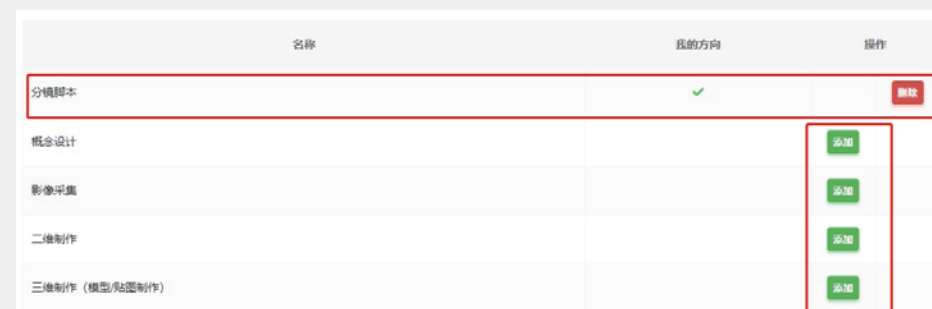 名称 我的方向 操作
分镜脚本 删除
概念设计 添加
影像采集 添加
二维制作 添加
三维制作（模型/贴图制作） 添加